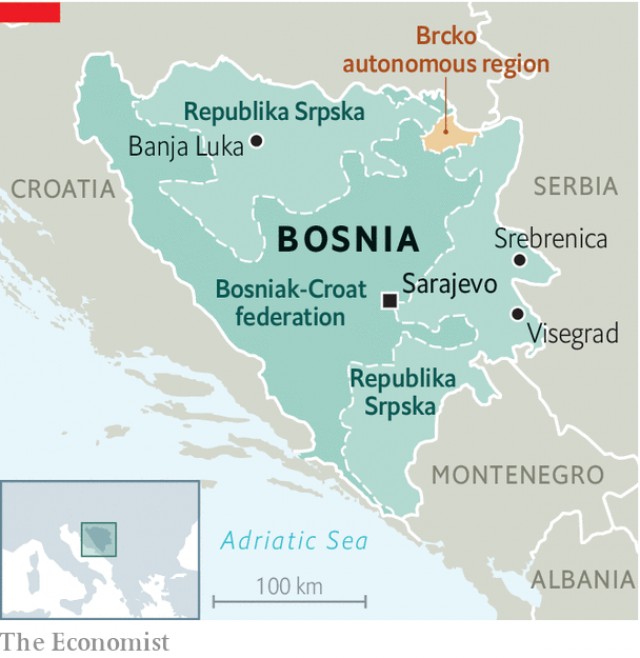 Brcko
autonomous region
Republika Srpska
Banja Luka
CROATIA
SERBIA
BOSNIA
Srebrenica
Bosniak-Croat
federation
Sarajevo
Visegrad
Republika
Srpska
MONTENEGRO
Adriatic Sea
ALBANIA
100 km
The Economist